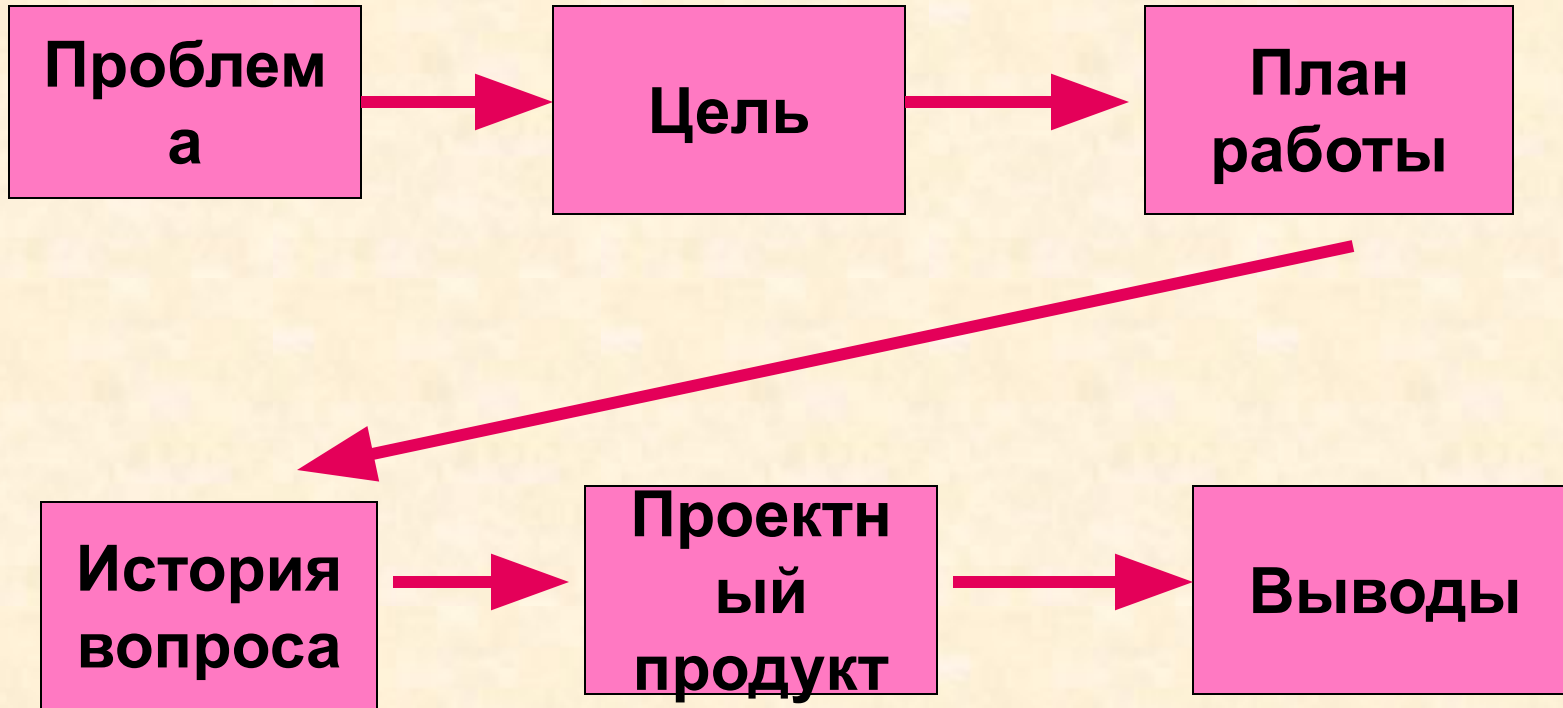 Проблем
а
Цель
План
работы
История
вопроса
Проектн
ый
продукт
Выводы